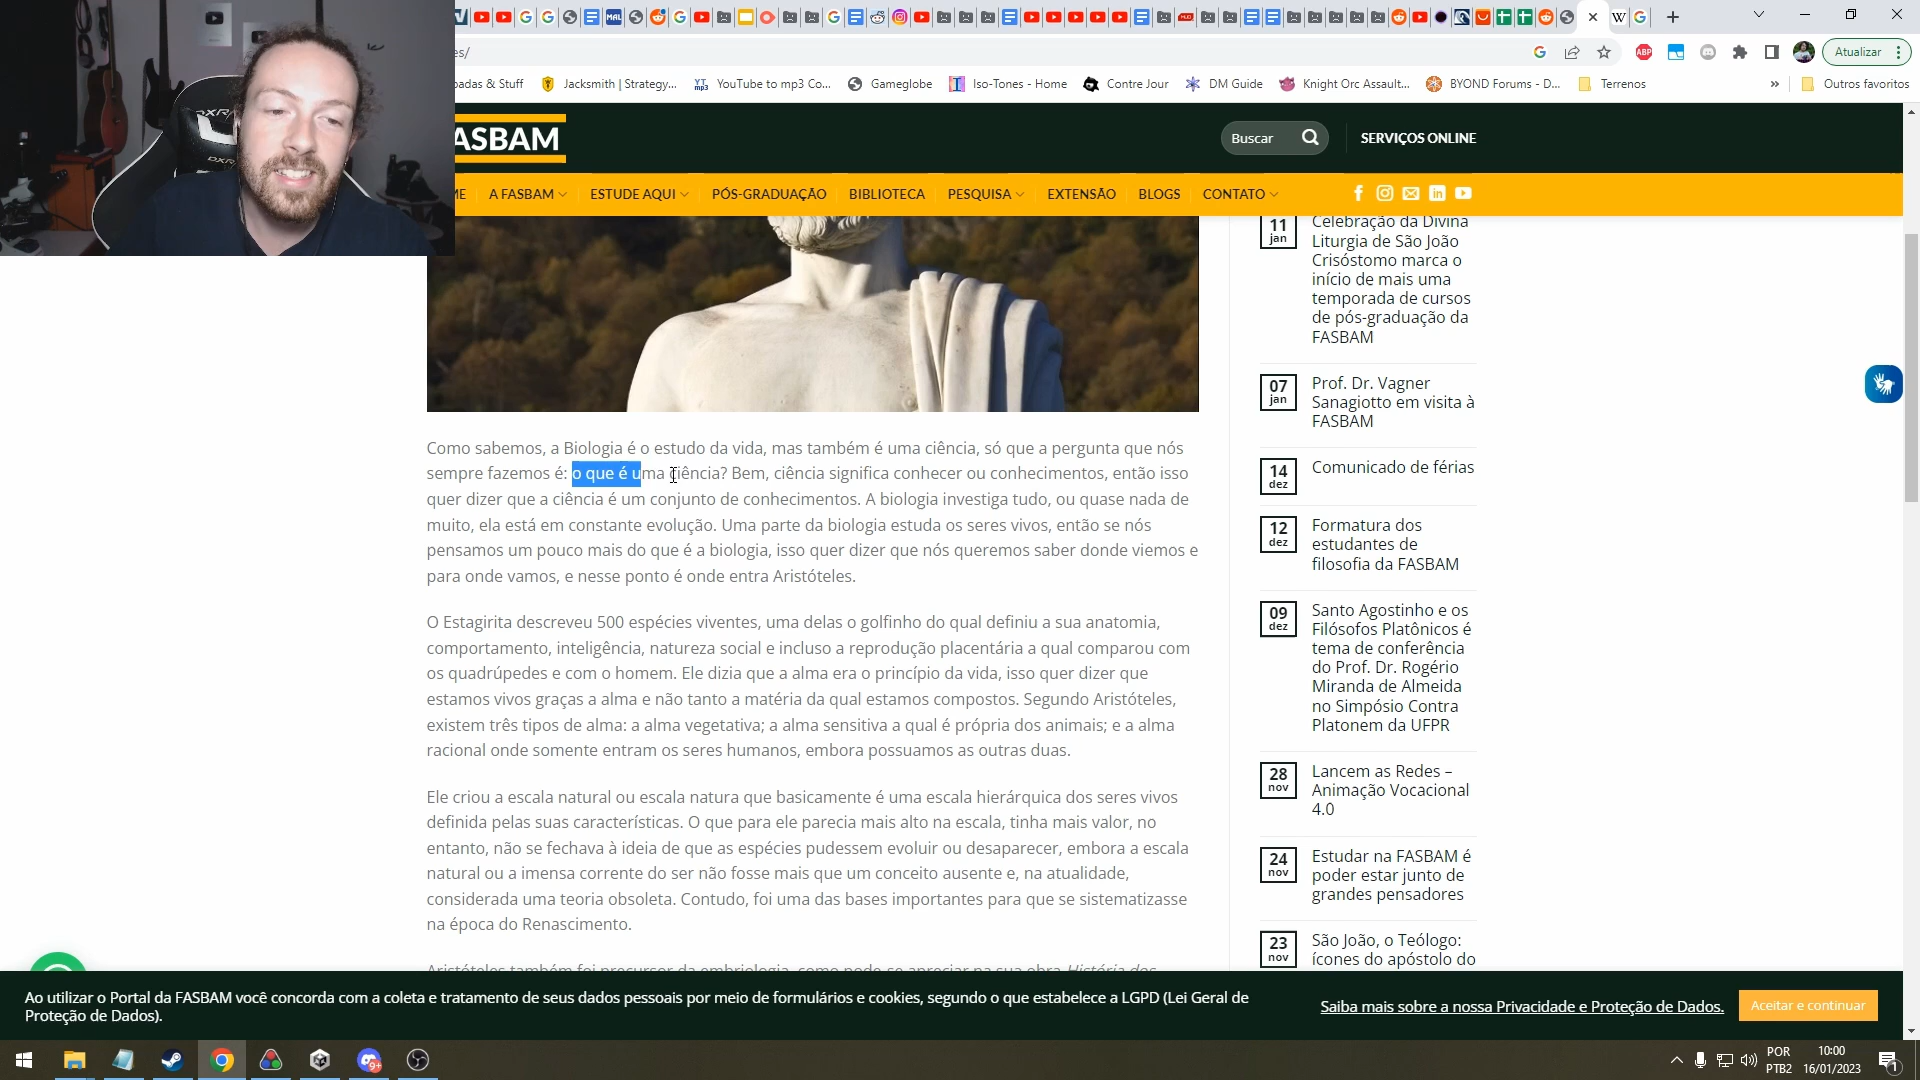 es/
Atualizar
padas & Stuff
Jacksmith | Strategy...
YouTube to mp3 Co...
Gameglobe
Iso-Tones - Home
Contre Jour
DM Guide
Knight Orc Assault...
BYOND Forums - D...
Terrenos
»
Outros favoritos
ASBAM
Buscar
SERVIÇOS ONLINE
ME
A FASBAM
ESTUDE AQUI
PÓS-GRADUAÇÃO
BIBLIOTECA
PESQUISA
EXTENSÃO
BLOGS
CONTATO
Como sabemos, a Biologia é o estudo da vida, mas também é uma ciência, só que a pergunta que nós
sempre fazemos é: o que é uma ciência? Bem, ciência significa conhecer ou conhecimentos, então isso
quer dizer que a ciência é um conjunto de conhecimentos. A biologia investiga tudo, ou quase nada de
muito, ela está em constante evolução. Uma parte da biologia estuda os seres vivos, então se nós
pensamos um pouco mais do que é a biologia, isso quer dizer que nós queremos saber donde viemos e
para onde vamos, e nesse ponto é onde entra Aristóteles.
O Estagirita descreveu 500 espécies viventes, uma delas o golfinho do qual definiu a sua anatomia,
comportamento, inteligência, natureza social e incluso a reprodução placentária a qual comparou com
os quadrúpedes e com o homem. Ele dizia que a alma era o princípio da vida, isso quer dizer que
estamos vivos graças a alma e não tanto a matéria da qual estamos compostos. Segundo Aristóteles,
existem três tipos de alma: a alma vegetativa; a alma sensitiva a qual é própria dos animais; e a alma
racional onde somente entram os seres humanos, embora possuamos as outras duas.
Ele criou a escala natural ou escala natura que basicamente é uma escala hierárquica dos seres vivos
definida pelas suas características. O que para ele parecia mais alto na escala, tinha mais valor, no
entanto, não se fechava à ideia de que as espécies pudessem evoluir ou desaparecer, embora a escala
natural ou a imensa corrente do ser não fosse mais que um conceito ausente e, na atualidade,
considerada uma teoria obsoleta. Contudo, foi uma das bases importantes para que se sistematizasse
na época do Renascimento.
Aristóteles também foi precursor da embriologia, como pode-se apreciar na sua obra História dos
11
jan
Celebração da Divina
Liturgia de São João
Crisóstomo marca o
início de mais uma
temporada de cursos
de pós-graduação da
FASBAM
07
jan
Prof. Dr. Vagner
Sanagiotto em visita à
FASBAM
14
dez
Comunicado de férias
12
dez
Formatura dos
estudantes de
filosofia da FASBAM
09
dez
Santo Agostinho e os
Filósofos Platônicos é
tema de conferência
do Prof. Dr. Rogério
Miranda de Almeida
no Simpósio Contra
Platonem da UFPR
28
nov
Lancem as Redes –
Animação Vocacional
4.0
24
nov
Estudar na FASBAM é
poder estar junto de
grandes pensadores
23
nov
São João, o Teólogo:
ícones do apóstolo do
Ao utilizar o Portal da FASBAM você concorda com a coleta e tratamento de seus dados pessoais por meio de formulários e cookies, segundo o que estabelece a LGPD (Lei Geral de
Proteção de Dados).
Saiba mais sobre a nossa Privacidade e Proteção de Dados.
Aceitar e continuar
POR
PTB2
10:00
16/01/2023